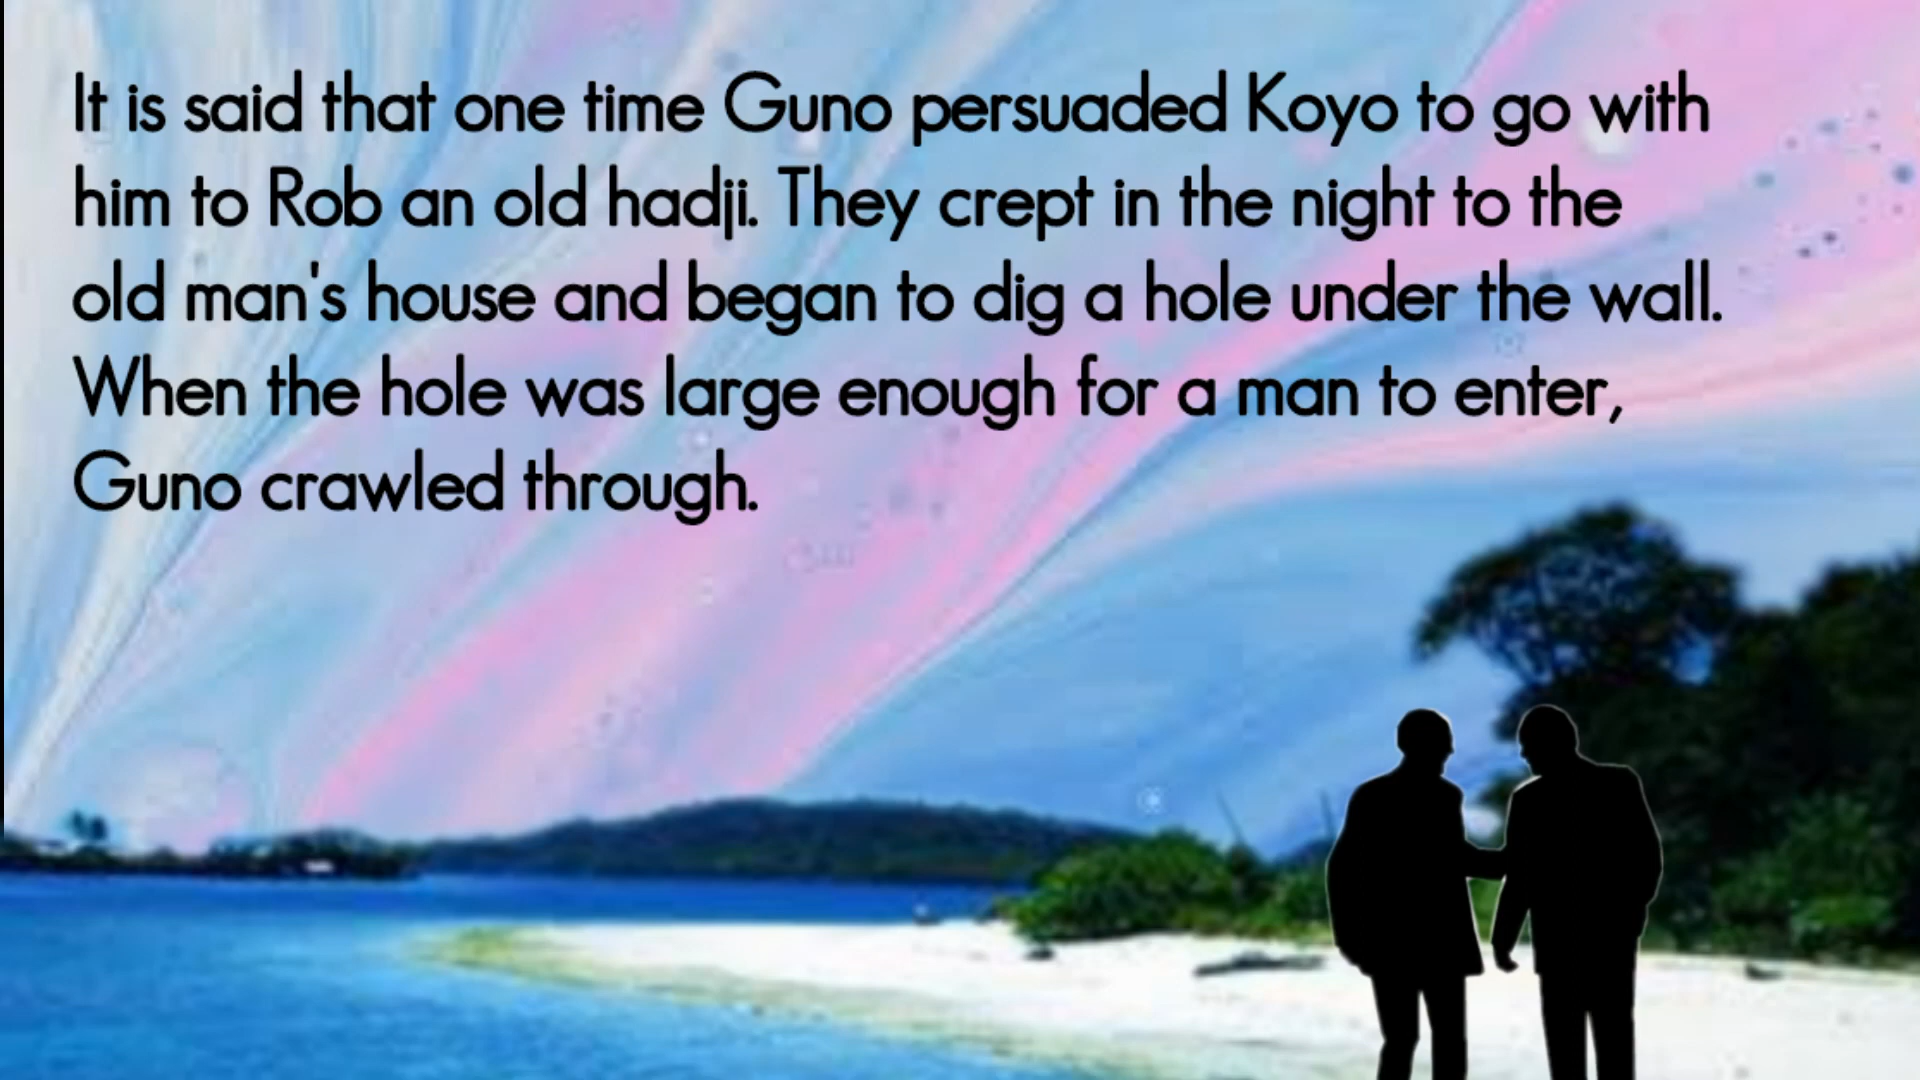 It is said that one time Guno persuaded Koyo to go with
him to Rob an old hadji. They crept in the night to the
old man's house and began to dig a hole under the wall.
When the hole was large enough for a man to enter,
Guno crawled through.